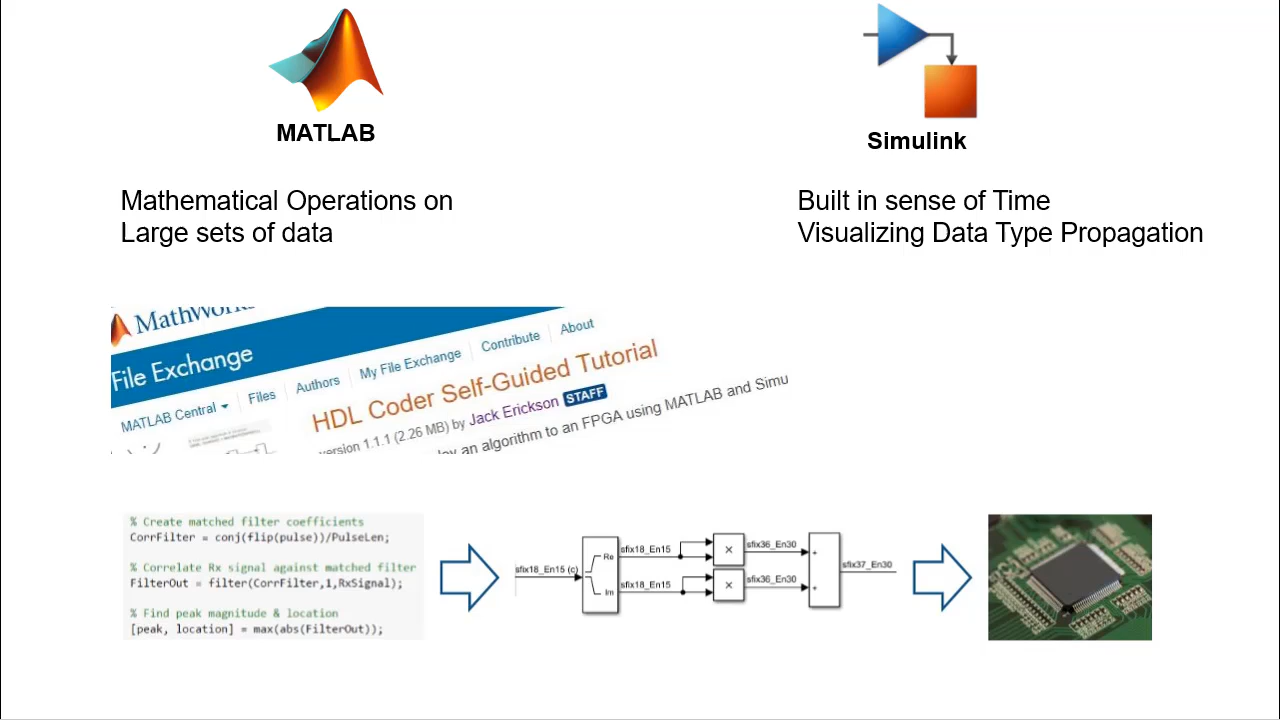 MATLAB
Simulink
Mathematical Operations on
Large sets of data
Built in sense of Time
Visualizing Data Type Propagation
MathWorks
File Exchange
MATLAB Central Files Authors My File Exchange Contribute About
HDL Coder Self-Guided Tutorial
version 1.1.1 (2.26 MB) by Jack Erickson STAFF
an algorithm to an FPGA using MATLAB and
% Create matched filter coefficients
CorrFilter = conj(flip(pulse))/PulseLen;
% Correlate Rx signal against matched filter
FilterOut = filter(CorrFilter,1,RxSignal);
% Find peak magnitude & location
[peak, location] = max(abs(FilterOut));
sfix18_En15 (c)
Re
Im
sfix18_En15
sfix18_En15
×
×
sfix36_En30
sfix36_En30
+
+
sfix37_En30